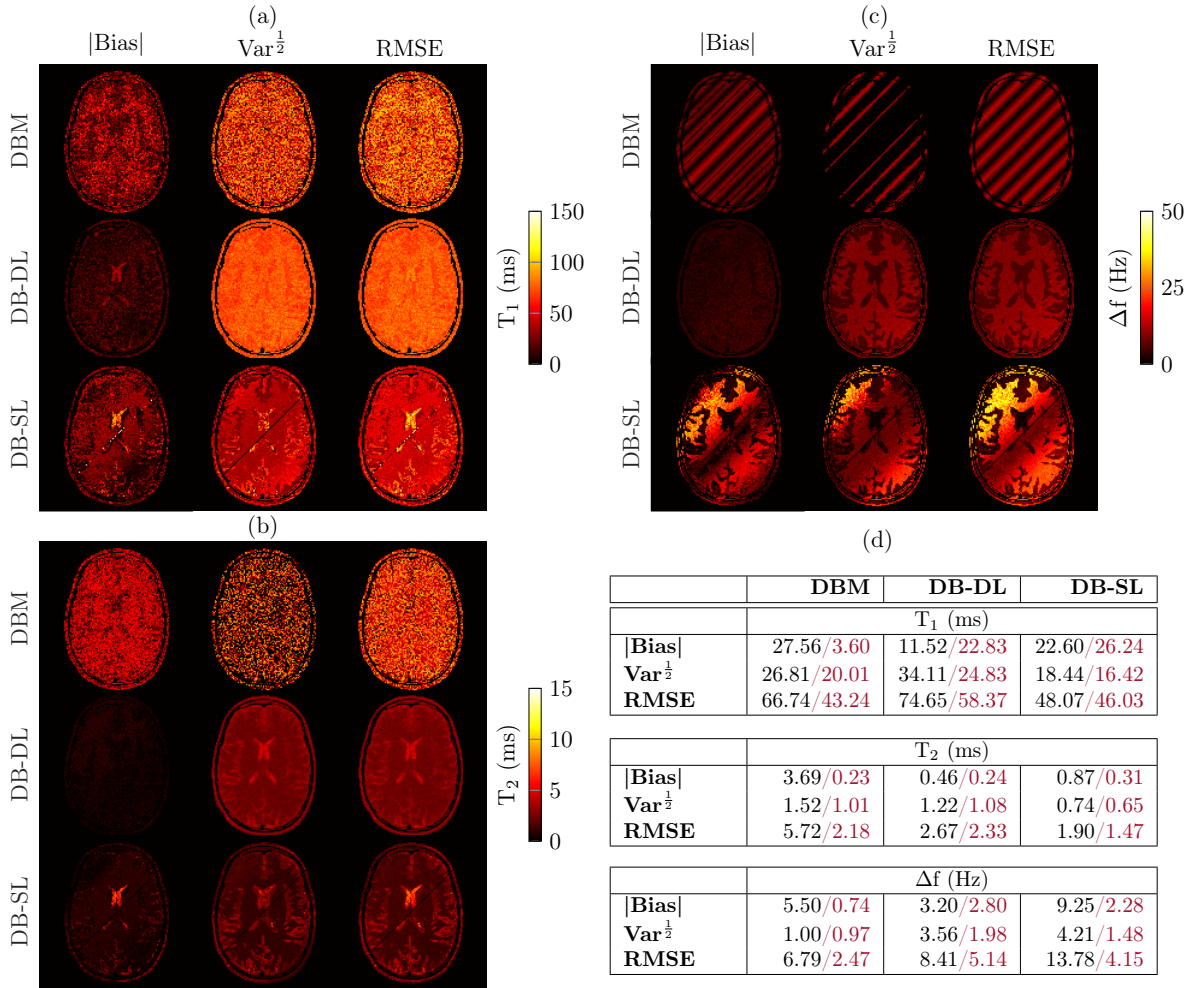 (a)
|Bias| Var^{1/2} RMSE
DBM
DB-DL
DB-SL
150
100
50
0
T₁ (ms)
(b)
DBM
DB-DL
DB-SL
15
10
5
0
T₂ (ms)
(c)
|Bias| Var^{1/2} RMSE
DBM
DB-DL
DB-SL
50
25
0
Δf (Hz)
(d)
DBM DB-DL DB-SL
T₁ (ms)
|Bias| 27.56/3.60 11.52/22.83 22.60/26.24
Var^{1/2} 26.81/20.01 34.11/24.83 18.44/16.42
RMSE 66.74/43.24 74.65/58.37 48.07/46.03
T₂ (ms)
|Bias| 3.69/0.23 0.46/0.24 0.87/0.31
Var^{1/2} 1.52/1.01 1.22/1.08 0.74/0.65
RMSE 5.72/2.18 2.67/2.33 1.90/1.47
Δf (Hz)
|Bias| 5.50/0.74 3.20/2.80 9.25/2.28
Var^{1/2} 1.00/0.97 3.56/1.98 4.21/1.48
RMSE 6.79/2.47 8.41/5.14 13.78/4.15